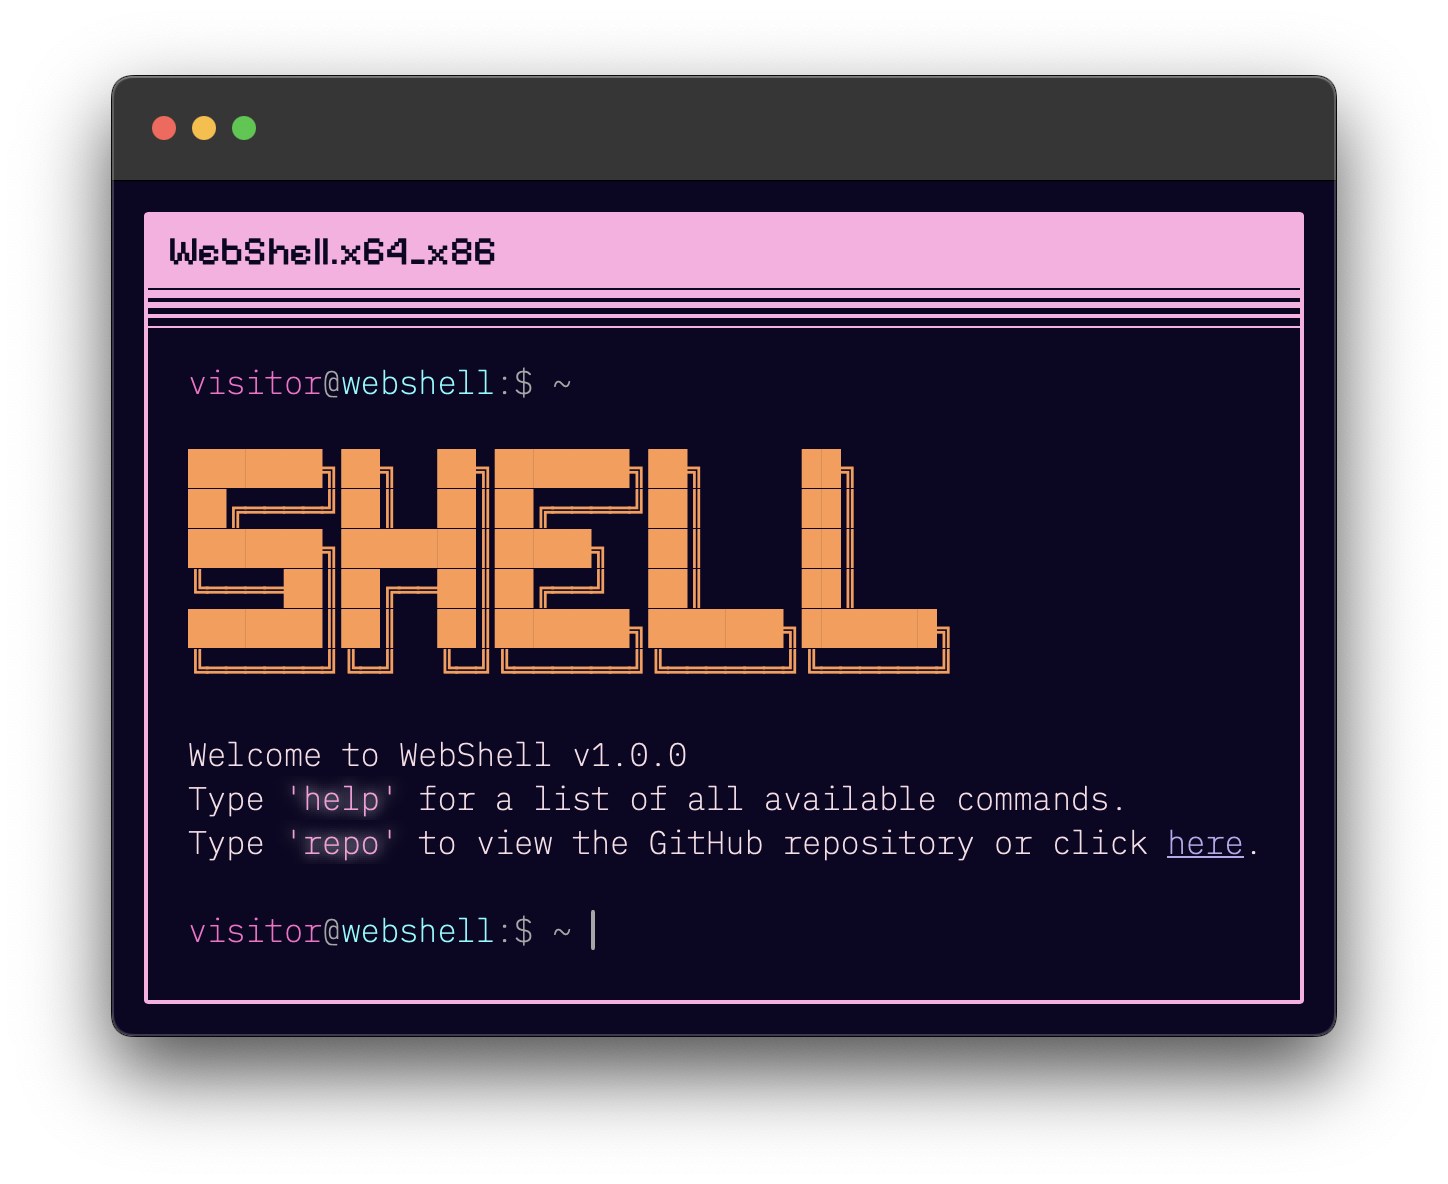 WebShell.x64_x86
visitor@webshell:$ ~
SHELL
Welcome to WebShell v1.0.0
Type 'help' for a list of all available commands.
Type 'repo' to view the GitHub repository or click here.
visitor@webshell:$ ~